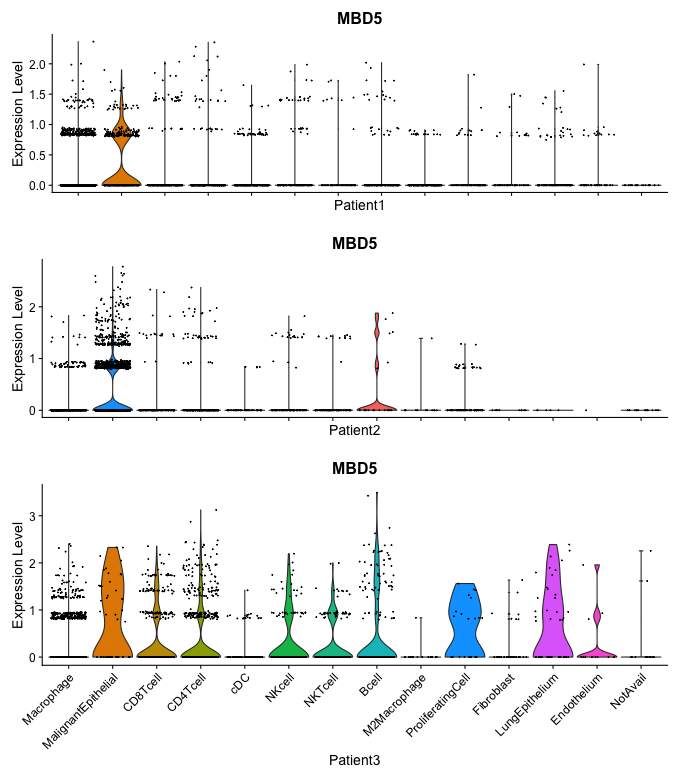 MBD5
Expression Level
2.0
1.5
1.0
0.5
0.0
Patient1
MBD5
Expression Level
2
1
0
Patient2
MBD5
Expression Level
3
2
1
0
Macrophage
MalignantEpithelial
CD8Tcell
CD4Tcell
cDC
NKcell
NKTcell
Bcell
M2Macrophage
ProliferatingCell
Fibroblast
LungEpithelium
Endothelium
NotAvail
Patient3